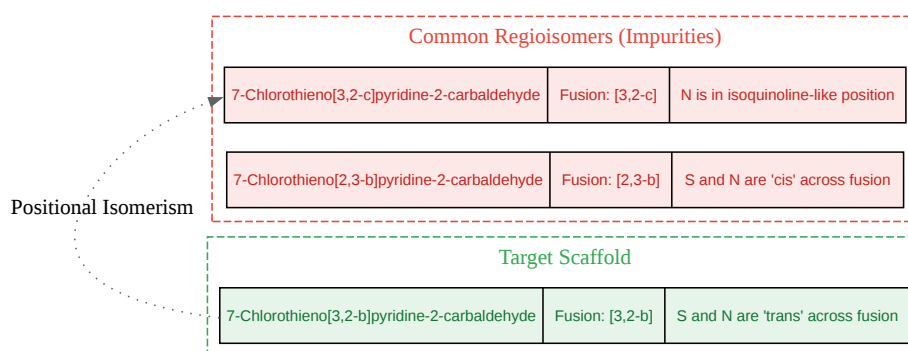 Common Regioisomers (Impurities)
7-Chlorothieno[3,2-c]pyridine-2-carbaldehyde Fusion: [3,2-c] N is in isoquinoline-like position
7-Chlorothieno[2,3-b]pyridine-2-carbaldehyde Fusion: [2,3-b] S and N are 'cis' across fusion
Positional Isomerism
Target Scaffold
7-Chlorothieno[3,2-b]pyridine-2-carbaldehyde Fusion: [3,2-b] S and N are 'trans' across fusion